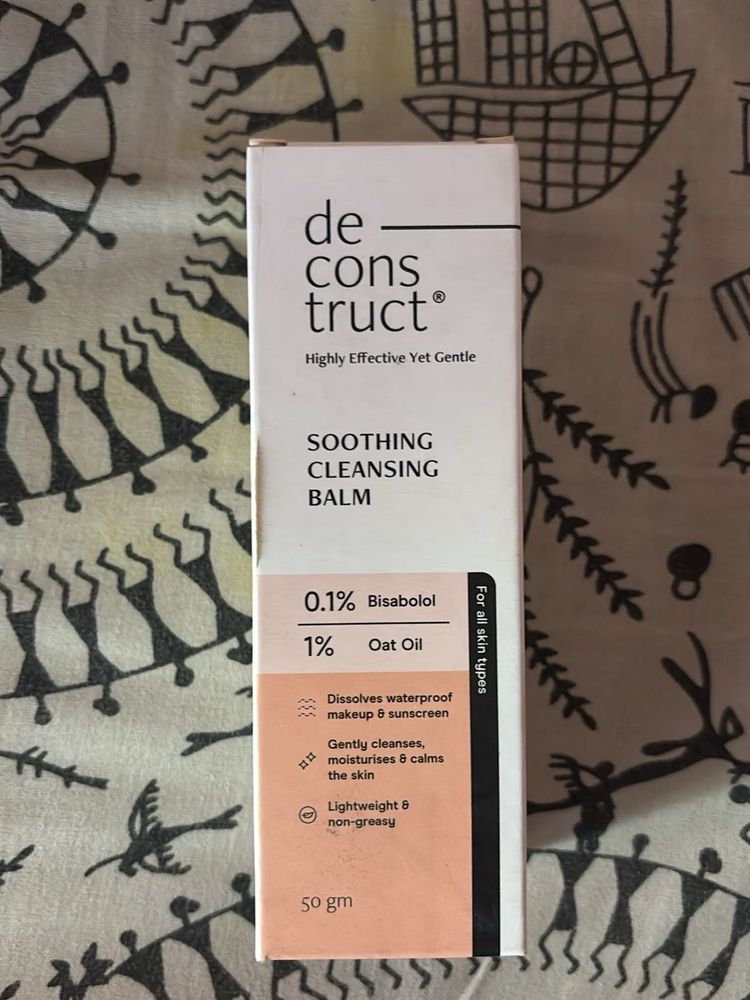 de
cons
truct®
Highly Effective Yet Gentle
SOOTHING
CLEANSING
BALM
0.1% Bisabolol
1% Oat Oil
For all skin types
Dissolves waterproof
makeup & sunscreen
Gently cleanses,
moisturises & calms
the skin
Lightweight &
non-greasy
50 gm